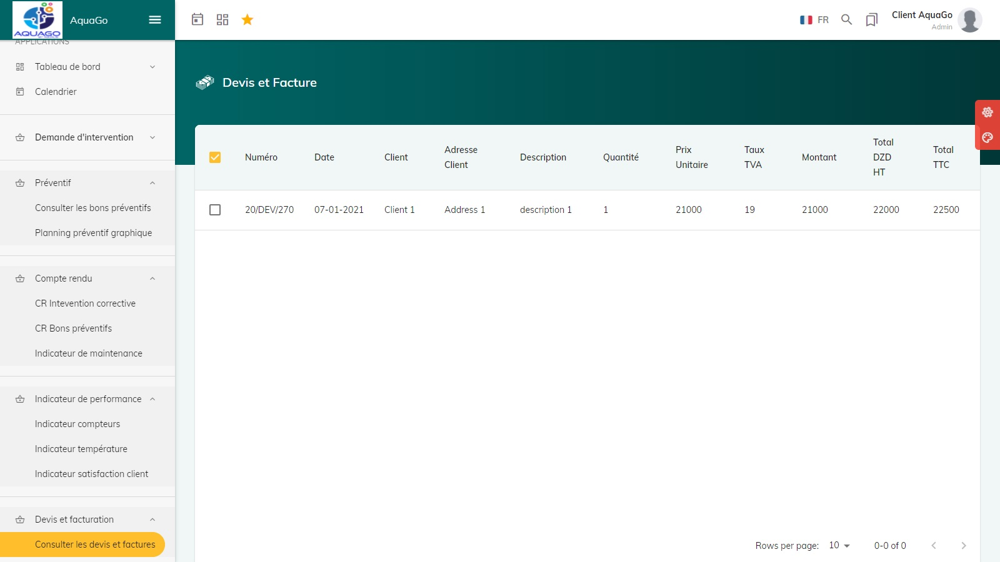 AQUAGO
AquaGo
FR
Client AquaGo
Admin
APPLICATIONS
Tableau de bord
Calendrier
Demande d'intervention
Préventif
Consulter les bons préventifs
Planning préventif graphique
Compte rendu
CR Intevention corrective
CR Bons préventifs
Indicateur de maintenance
Indicateur de performance
Indicateur compteurs
Indicateur température
Indicateur satisfaction client
Devis et facturation
Consulter les devis et factures
Devis et Facture
Numéro Date Client Adresse Client Description Quantité Prix Unitaire Taux TVA Montant Total DZD HT Total TTC
20/DEV/270 07-01-2021 Client 1 Address 1 description 1 1 21000 19 21000 22000 22500
Rows per page: 10 0-0 of 0